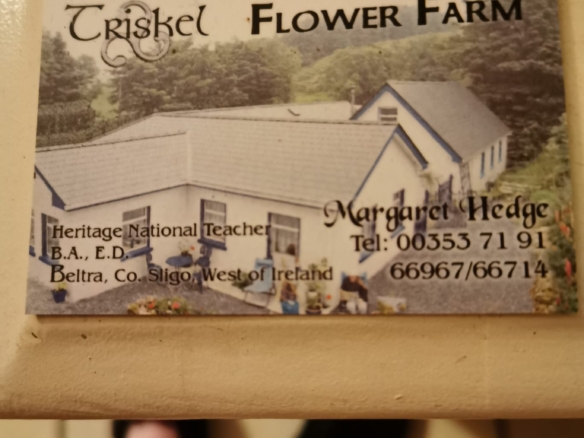 Triskel FLOWER FARM
Margaret Hedge
Heritage National Teacher
Tel: 00353 71 91
B.A., E.D.
66967/66714
Beltra, Co. Sligo, West of Ireland